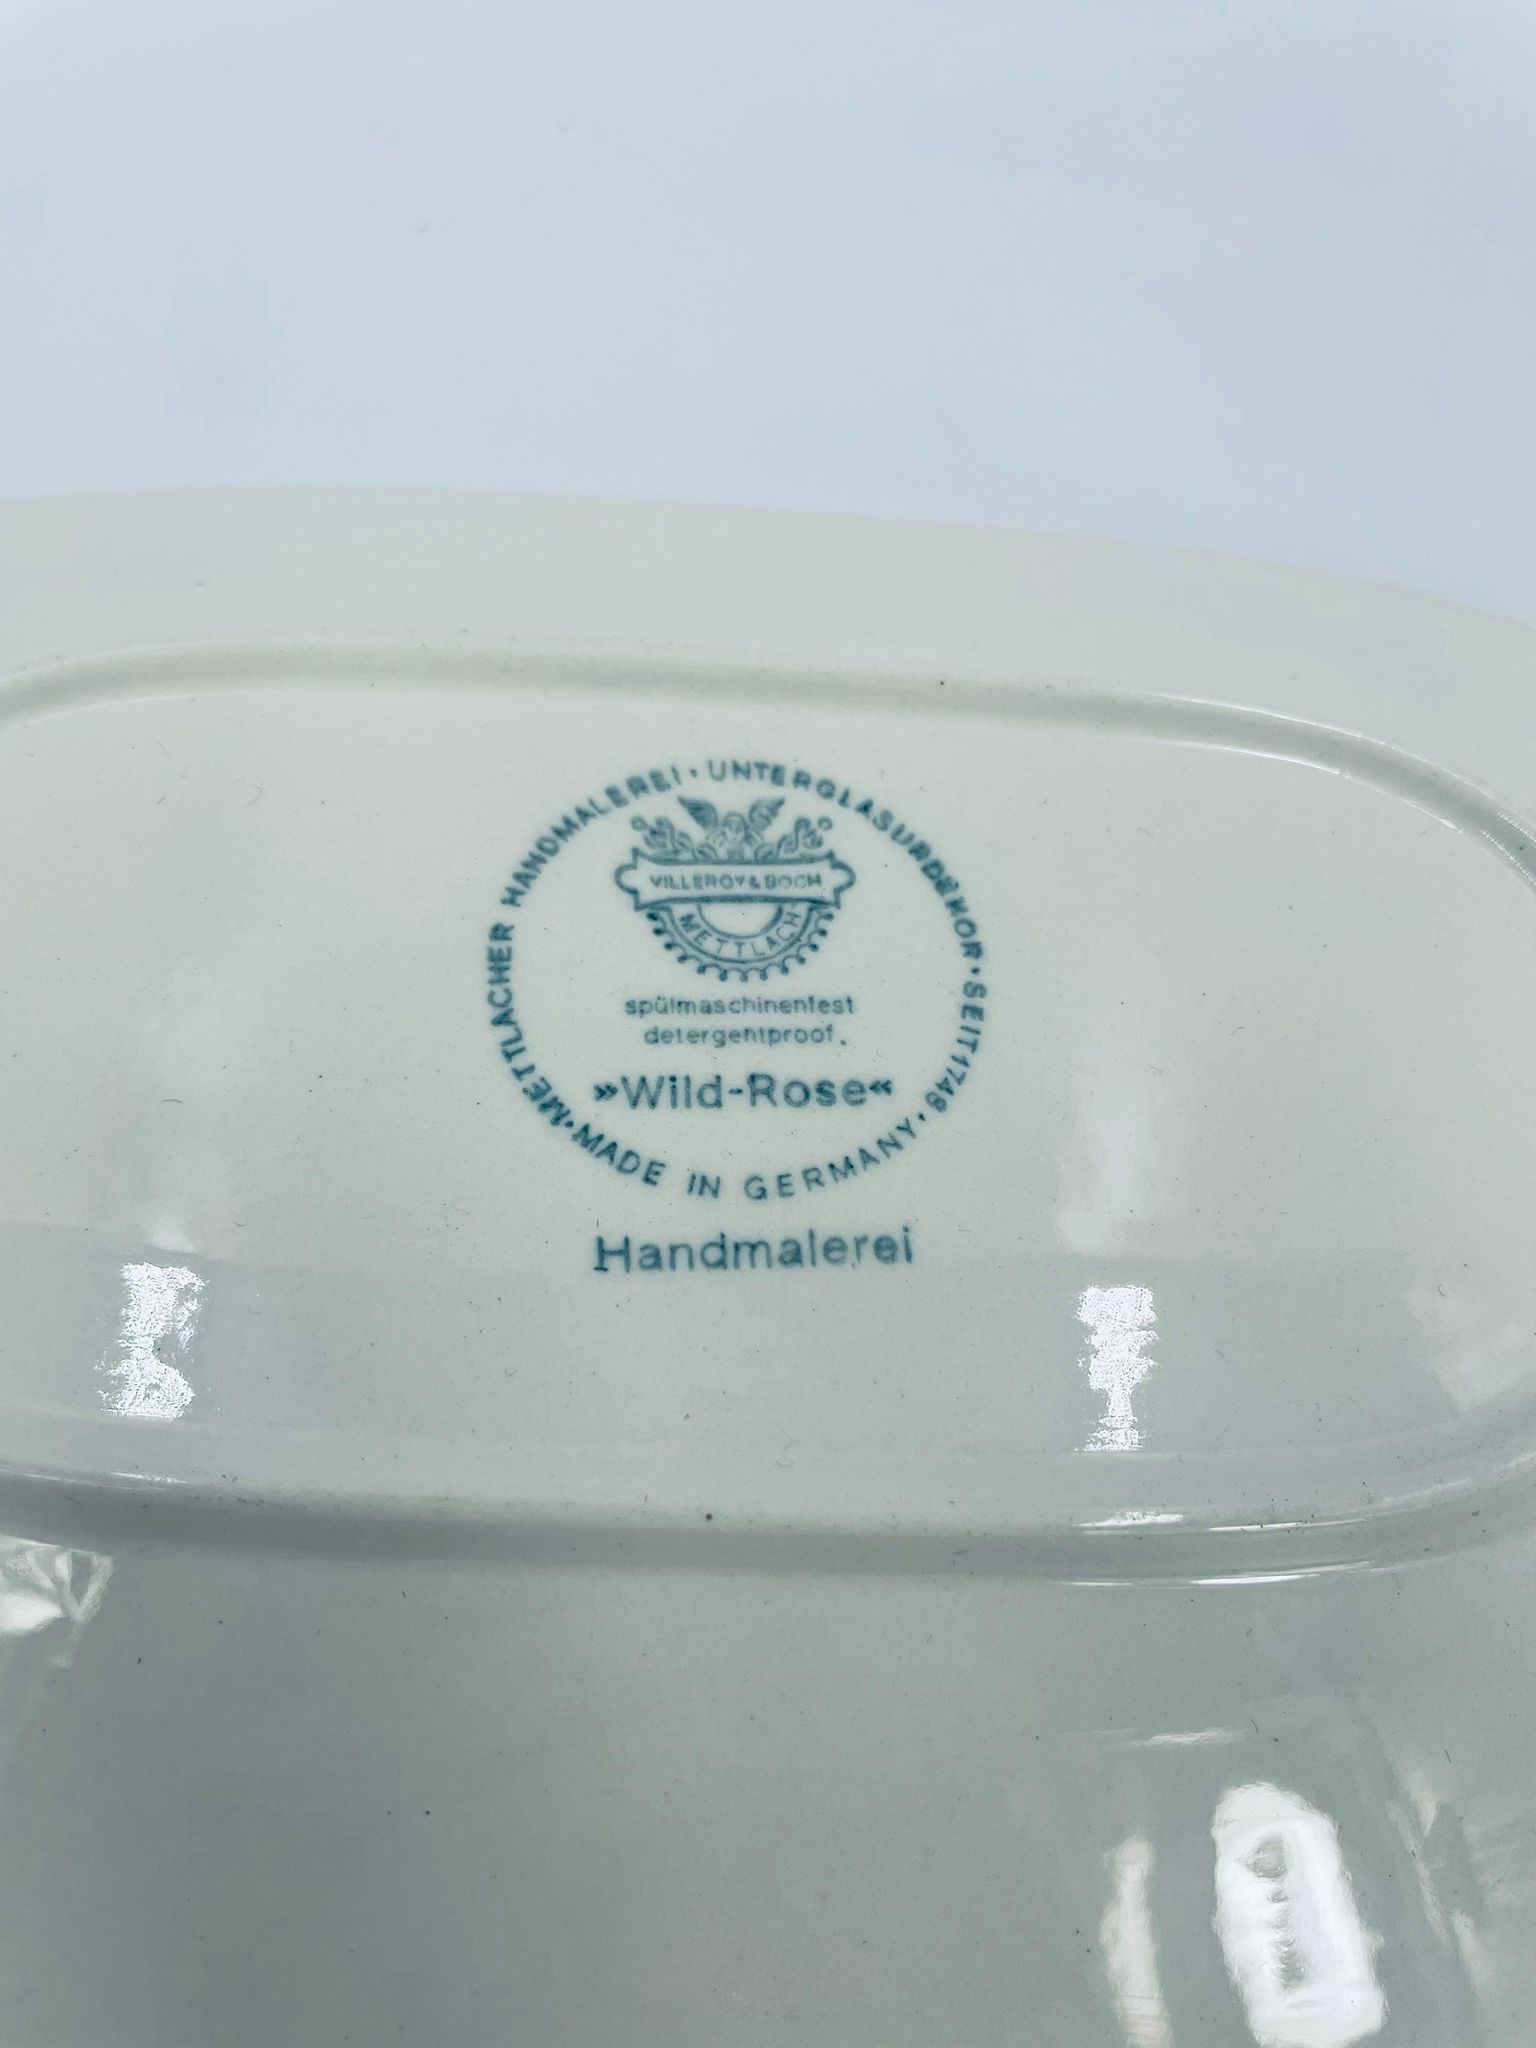 METTLACHER HANDMALEREI · UNTERGLASURDEKOR · SEIT 1748 ·
VILLEROY & BOCH
METTLACH
spülmaschinenfest
detergentproof.
»Wild-Rose«
· MADE IN GERMANY ·
Handmalerei